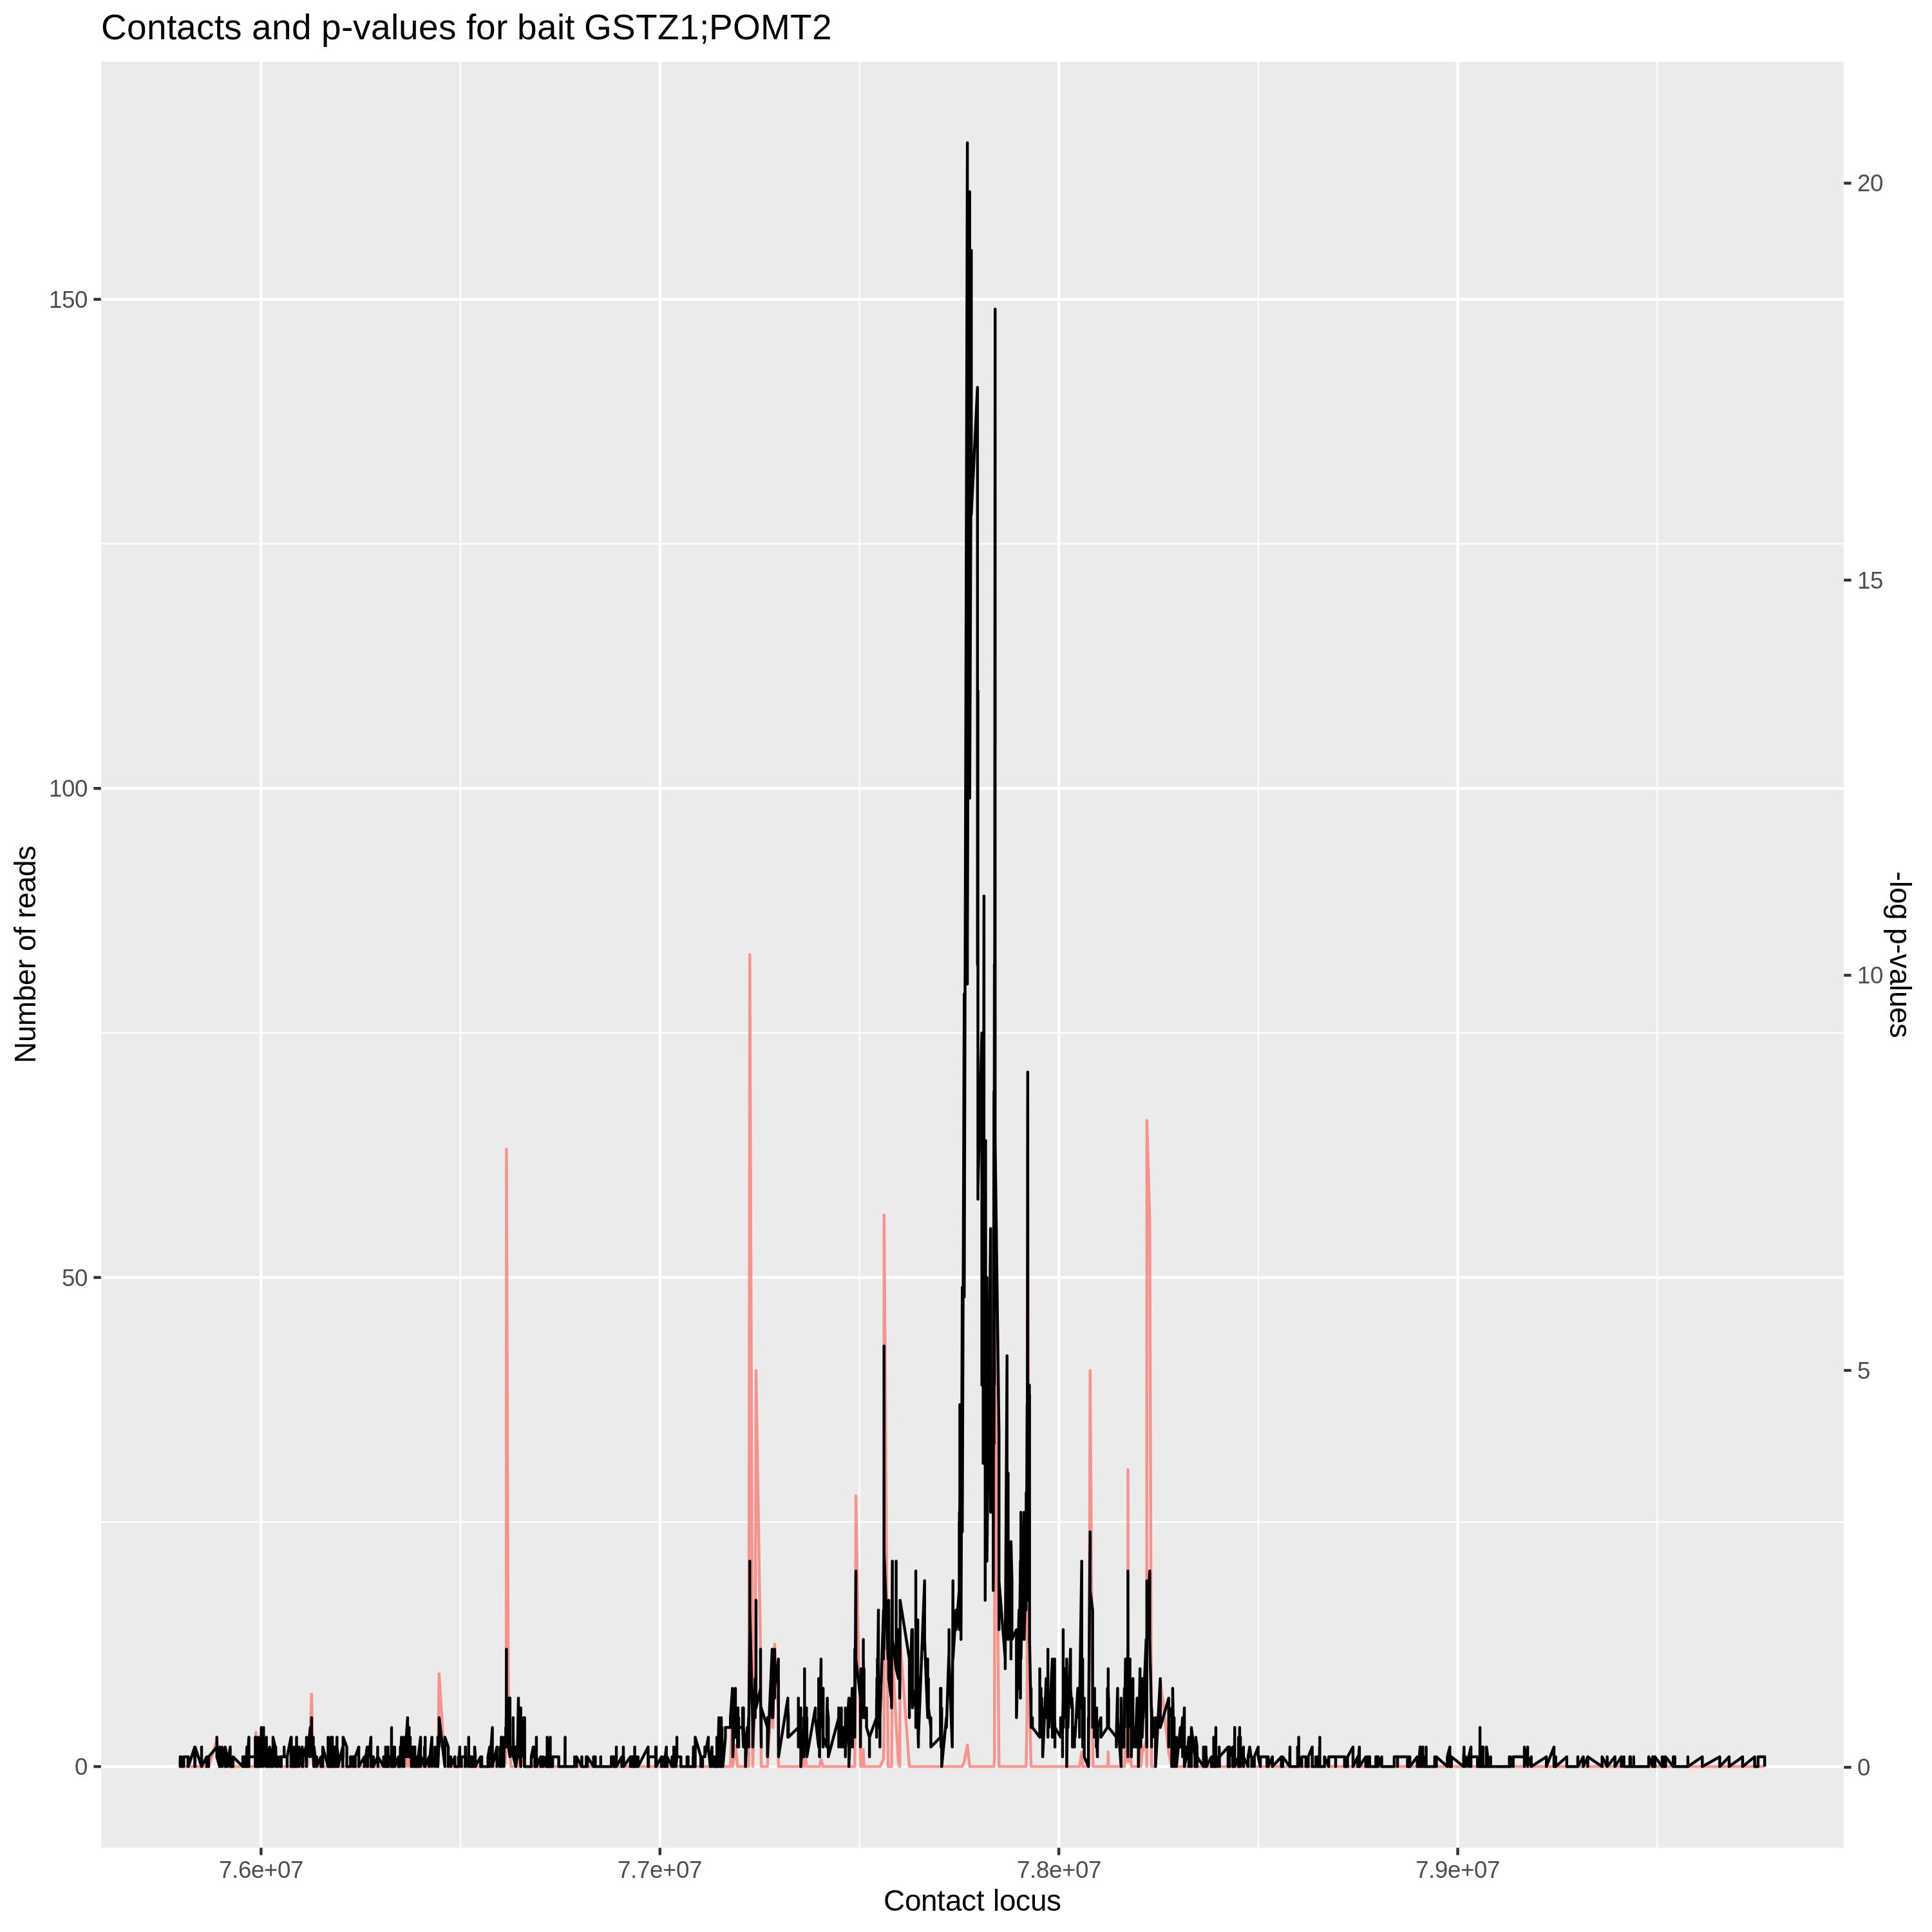 Contacts and p-values for bait GSTZ1;POMT2
Number of reads
150
100
50
0
20
15
10
5
0
-log p-values
7.6e+07
7.7e+07
7.8e+07
7.9e+07
Contact locus